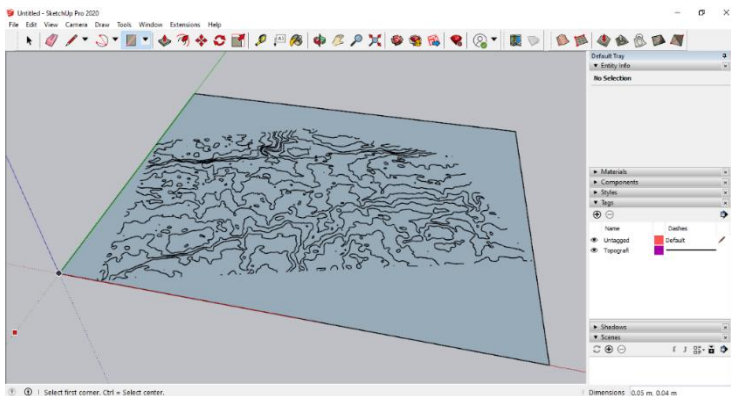 Untitled - SketchUp Pro 2020
File Edit View Camera Draw Tools Window Extensions Help
Default Tray
Entity Info
No Selection
Materials
Components
Styles
Tags
Name Dashes
Untagged Default
Topografi
Shadows
Scenes
Select first corner. Ctrl = Select center.
Dimensions 0.05 m, 0.04 m